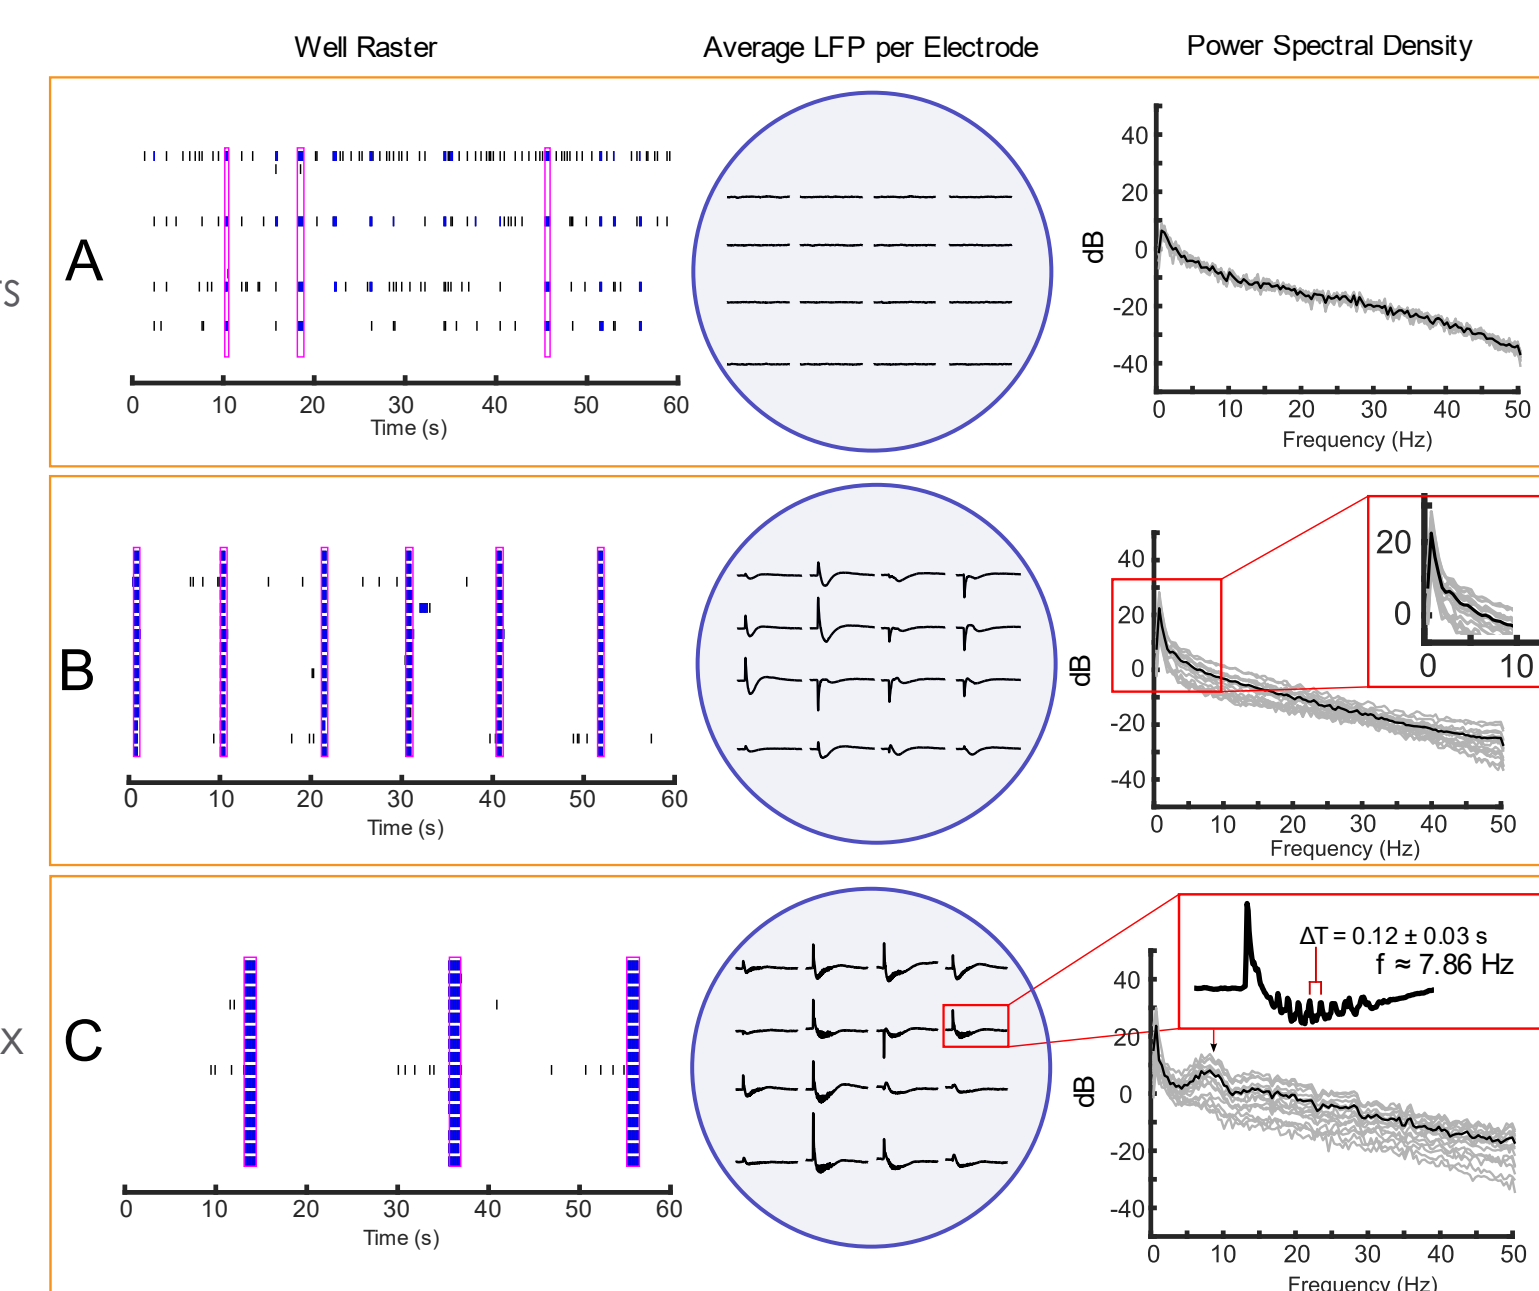 Well Raster
Average LFP per Electrode
Power Spectral Density
A
0 10 20 30 40 50 60
Time (s)
dB
40
20
0
-20
-40
0 10 20 30 40 50
Frequency (Hz)
B
0 10 20 30 40 50 60
Time (s)
dB
40
20
0
-20
-40
0 10 20 30 40 50
Frequency (Hz)
20
0
0 10
C
0 10 20 30 40 50 60
Time (s)
ΔT = 0.12 ± 0.03 s
f ≈ 7.86 Hz
dB
40
20
0
-20
-40
0 10 20 30 40 50
Frequency (Hz)